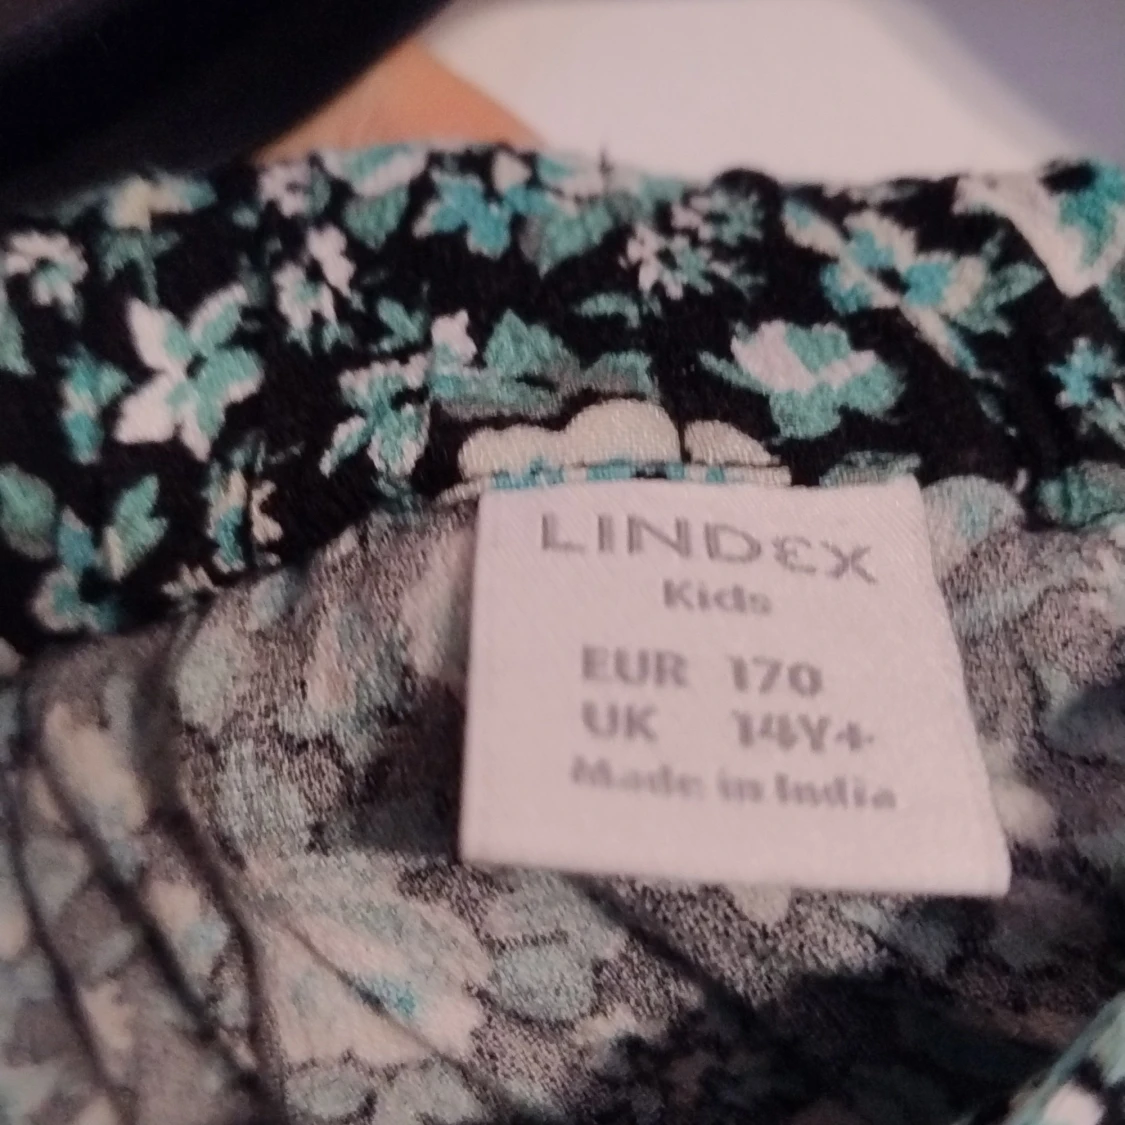 LINDEX
Kids
EUR 170
UK 14Y+
Made in India